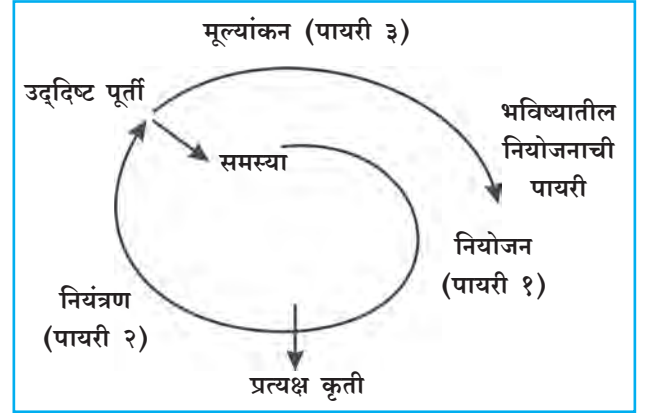 मूल्यांकन (पायरी ३)
उद्‌दिष्ट पूर्ती
भविष्यातील
नियोजनाची
पायरी
समस्या
नियोजन
(पायरी १)
नियंत्रण
(पायरी २)
प्रत्यक्ष कृती